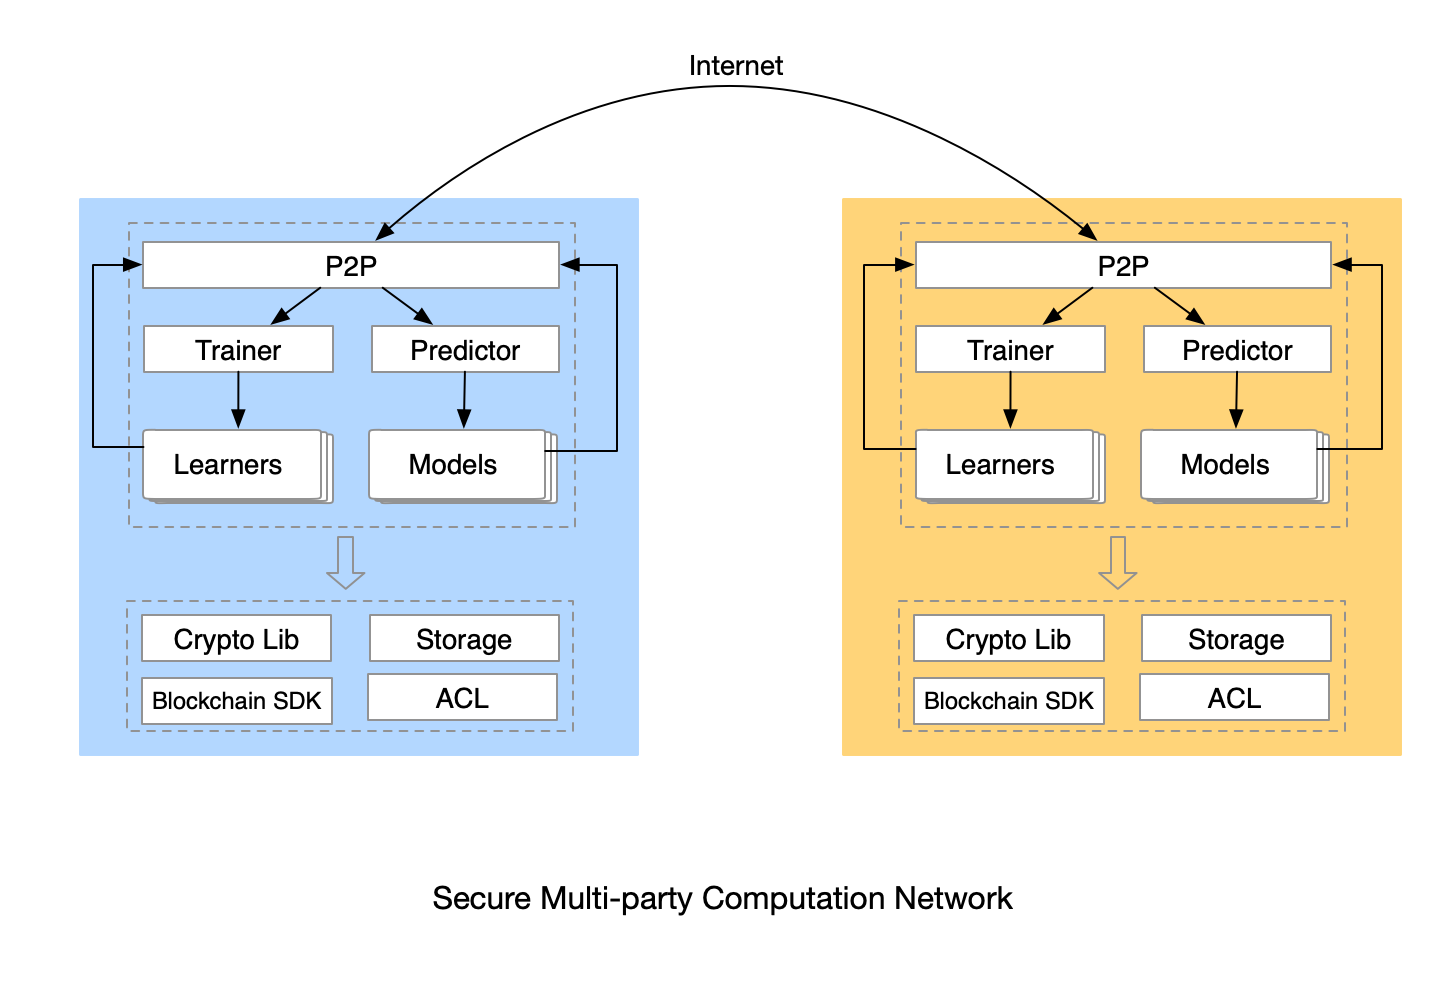 Internet
P2P
Trainer
Predictor
Learners
Models
Crypto Lib
Storage
Blockchain SDK
ACL
P2P
Trainer
Predictor
Learners
Models
Crypto Lib
Storage
Blockchain SDK
ACL
Secure Multi-party Computation Network